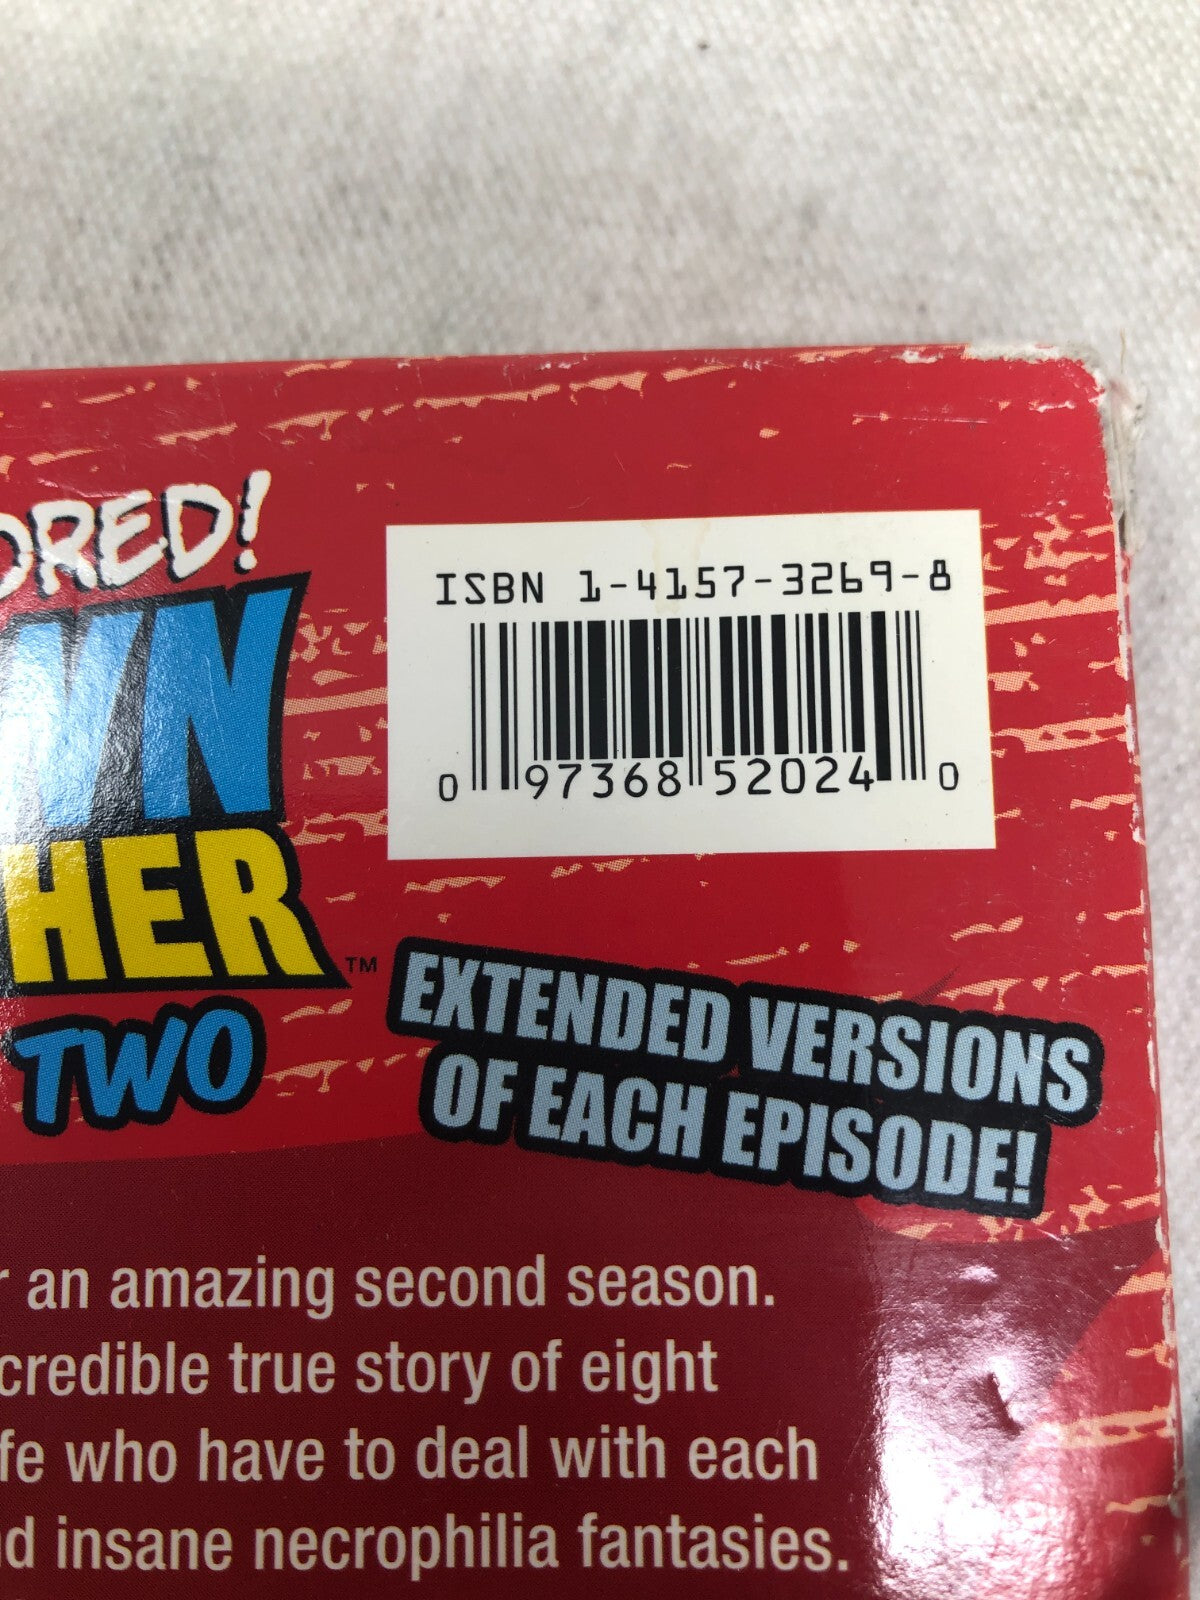 ORED!
ISBN 1-4157-3269-8
0 97368 52024 0
WN
HER™
TWO
EXTENDED VERSIONS
OF EACH EPISODE!
r an amazing second season.
credible true story of eight
fe who have to deal with each
d insane necrophilia fantasies.